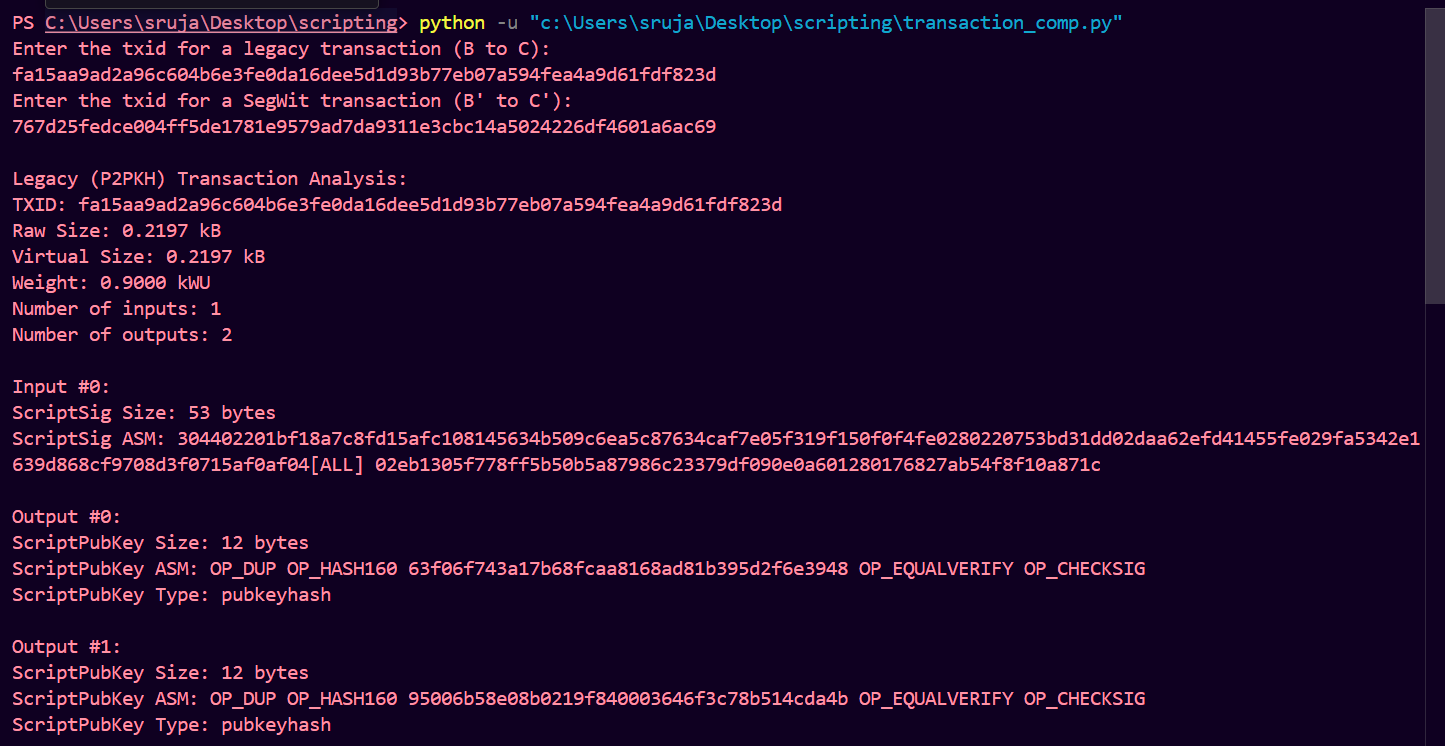 PS C:\Users\sruja\Desktop\scripting> python -u "c:\Users\sruja\Desktop\scripting\transaction_comp.py"
Enter the txid for a legacy transaction (B to C):
fa15aa9ad2a96c604b6e3fe0da16dee5d1d93b77eb07a594fea4a9d61fdf823d
Enter the txid for a SegWit transaction (B' to C'):
767d25fedce004ff5de1781e9579ad7da9311e3cbc14a5024226df4601a6ac69
Legacy (P2PKH) Transaction Analysis:
TXID: fa15aa9ad2a96c604b6e3fe0da16dee5d1d93b77eb07a594fea4a9d61fdf823d
Raw Size: 0.2197 kB
Virtual Size: 0.2197 kB
Weight: 0.9000 kWU
Number of inputs: 1
Number of outputs: 2
Input #0:
ScriptSig Size: 53 bytes
ScriptSig ASM: 304402201bf18a7c8fd15afc108145634b509c6ea5c87634caf7e05f319f150f0f4fe0280220753bd31dd02daa62efd41455fe029fa5342e1
639d868cf9708d3f0715af0af04[ALL] 02eb1305f778ff5b50b5a87986c23379df090e0a601280176827ab54f8f10a871c
Output #0:
ScriptPubKey Size: 12 bytes
ScriptPubKey ASM: OP_DUP OP_HASH160 63f06f743a17b68fcaa8168ad81b395d2f6e3948 OP_EQUALVERIFY OP_CHECKSIG
ScriptPubKey Type: pubkeyhash
Output #1:
ScriptPubKey Size: 12 bytes
ScriptPubKey ASM: OP_DUP OP_HASH160 95006b58e08b0219f840003646f3c78b514cda4b OP_EQUALVERIFY OP_CHECKSIG
ScriptPubKey Type: pubkeyhash